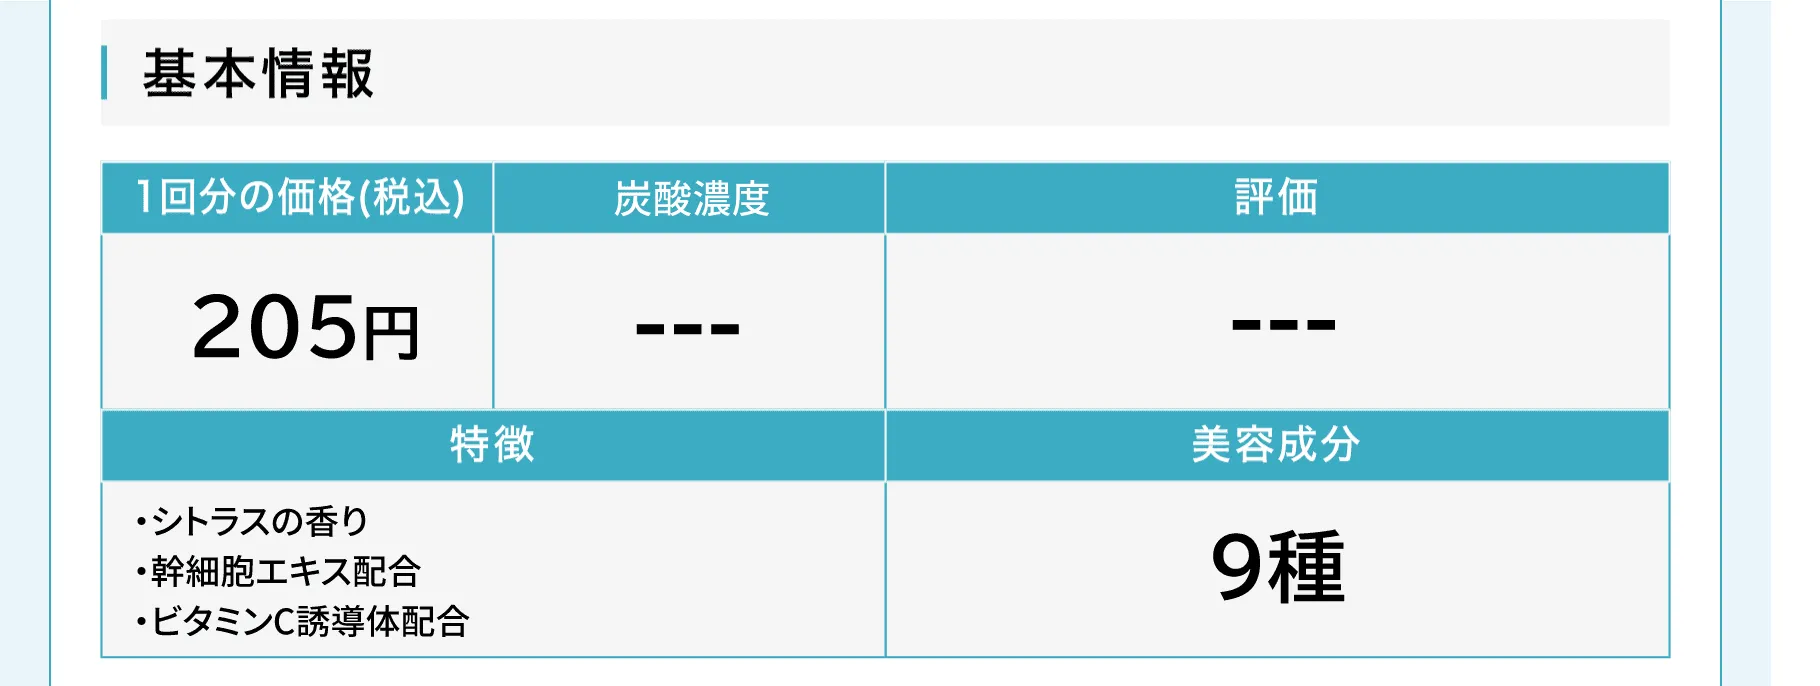 基本情報
1回分の価格(税込)
炭酸濃度
評価
205円
---
---
特徴
美容成分
・シトラスの香り
・幹細胞エキス配合
・ビタミンC誘導体配合
9種